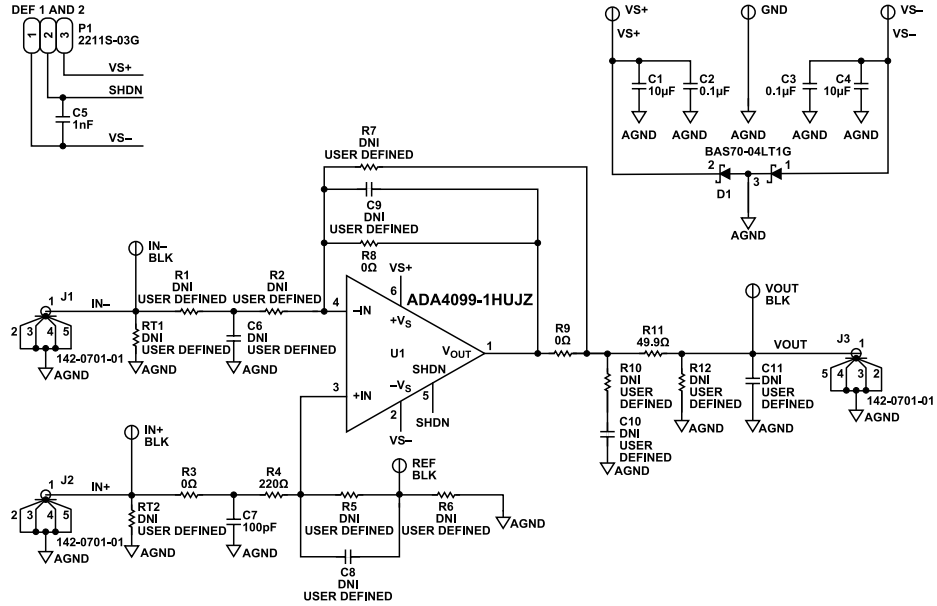 DEF 1 AND 2
1 2 3
P1
2211S-03G
VS+
SHDN
C5
1nF
VS–
VS+
VS+
GND
VS–
VS–
C1
10µF
C2
0.1µF
C3
0.1µF
C4
10µF
AGND
AGND
AGND
AGND
AGND
BAS70-04LT1G
2
3
1
D1
AGND
R7
DNI
USER DEFINED
C9
DNI
USER DEFINED
R8
0Ω
IN–
BLK
J1
1
IN–
2 3 4 5
142-0701-01
AGND
RT1
DNI
USER DEFINED
AGND
R1
DNI
USER DEFINED
R2
DNI
USER DEFINED
C6
DNI
USER DEFINED
AGND
VS+
6
ADA4099-1HUJZ
4
–IN
+VS
U1
VOUT
1
SHDN
5
SHDN
3
+IN
–VS
2
VS–
R9
0Ω
R11
49.9Ω
R10
DNI
USER
DEFINED
C10
DNI
USER
DEFINED
AGND
R12
DNI
USER
DEFINED
AGND
VOUT
BLK
C11
DNI
USER
DEFINED
AGND
VOUT
J3
1
5 4 3 2
142-0701-01
AGND
IN+
BLK
J2
1
IN+
2 3 4 5
142-0701-01
AGND
RT2
DNI
USER DEFINED
AGND
R3
0Ω
R4
220Ω
C7
100pF
AGND
REF
BLK
R5
DNI
USER DEFINED
R6
DNI
USER DEFINED
AGND
C8
DNI
USER DEFINED